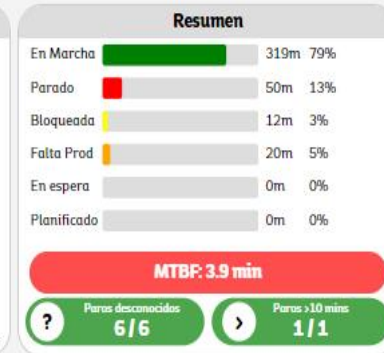 Resumen
En Marcha 319m 79%
Parado 50m 13%
Bloqueada 12m 3%
Falta Prod 20m 5%
En espera 0m 0%
Planificado 0m 0%
MTBF: 3.9 min
? Paros desconocidos
6/6
> Paros >10 mins
1/1